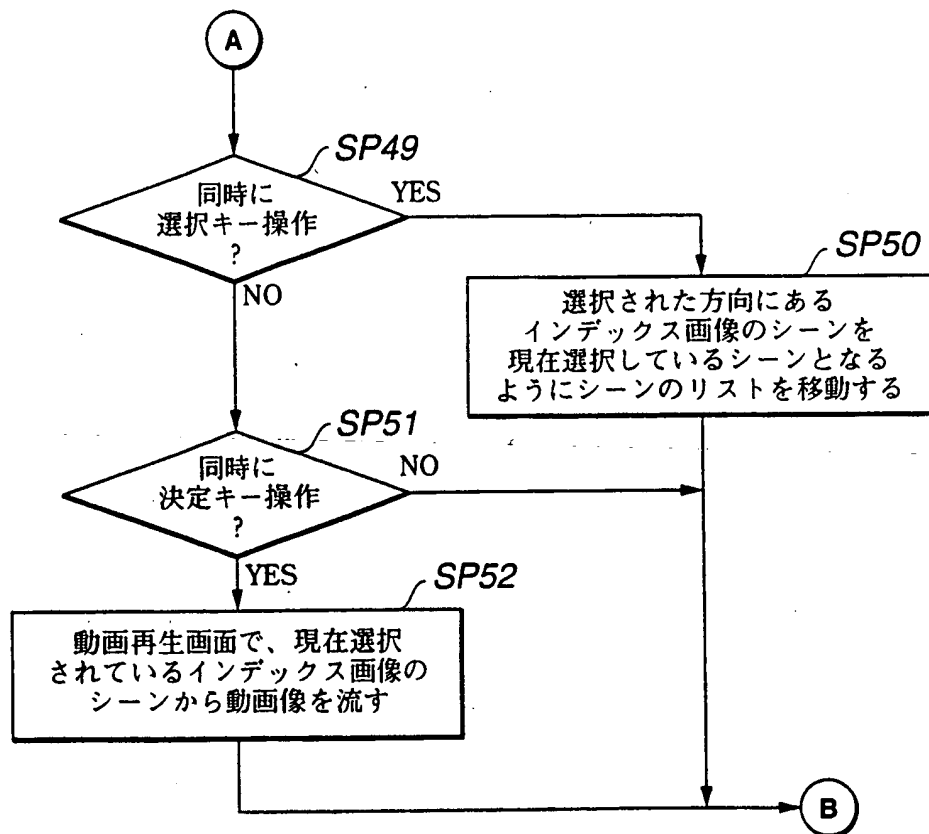 A
SP49
同時に
選択キー操作
?
YES
NO
SP50
選択された方向にある
インデックス画像のシーンを
現在選択しているシーンとなる
ようにシーンのリストを移動する
SP51
同時に
決定キー操作
?
NO
YES
SP52
動画再生画面で、現在選択
されているインデックス画像の
シーンから動画像を流す
B